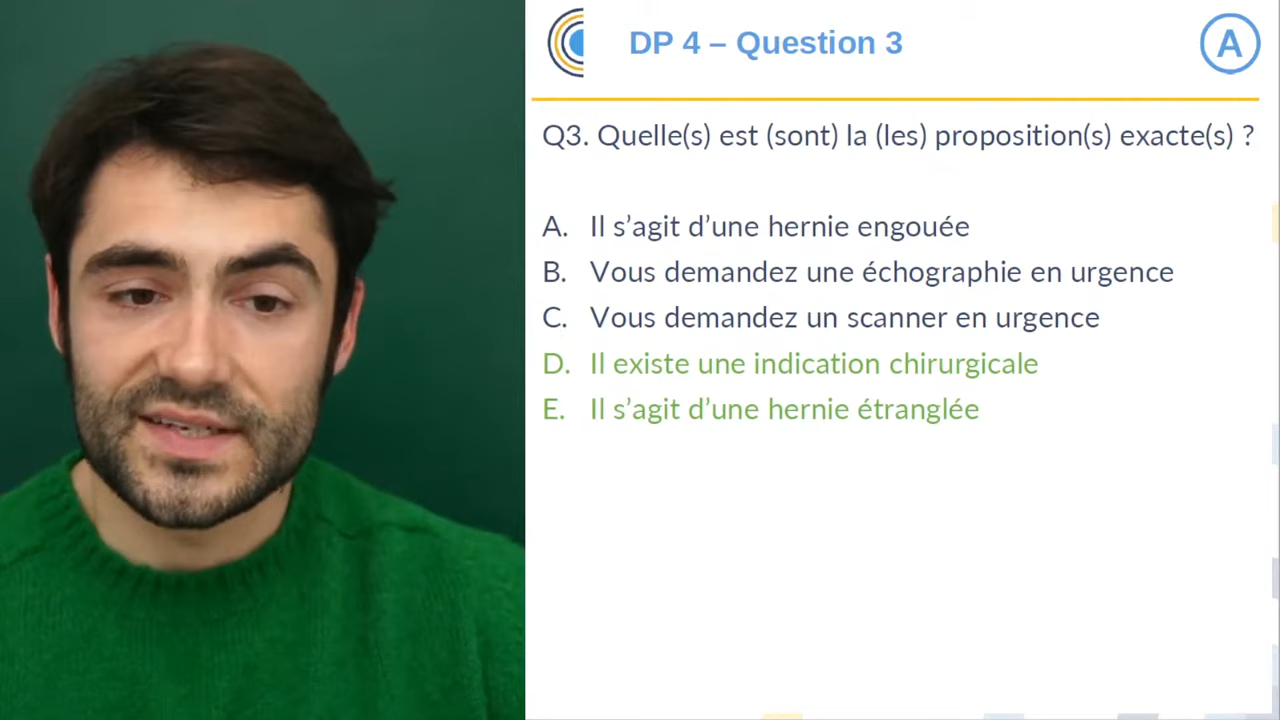 DP 4 – Question 3
A
Q3. Quelle(s) est (sont) la (les) proposition(s) exacte(s) ?
A. Il s’agit d’une hernie engouée
B. Vous demandez une échographie en urgence
C. Vous demandez un scanner en urgence
D. Il existe une indication chirurgicale
E. Il s’agit d’une hernie étranglée